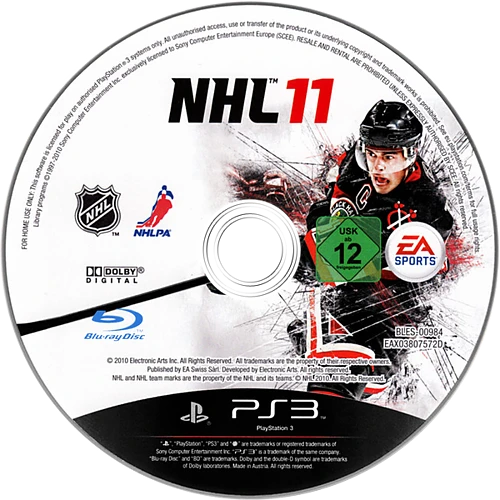 FOR HOME USE ONLY: This software is licensed for play on authorised PlayStation®3 systems only. All unauthorised access, use or transfer of the product or its underlying copyright and trademark works is prohibited.
Library programs ©1997-2010 Sony Computer Entertainment Inc. exclusively licensed to Sony Computer Entertainment Europe (SCEE). RESALE AND RENTAL ARE PROHIBITED UNLESS EXPRESSLY AUTHORISED BY SCEE. All rights reserved.
NHL™ 11
NHL
™
NHLPA
USK
ab
12
freigegeben
EA
SPORTS
DOLBY
DIGITAL
Blu-ray Disc
BLES-00984
EAX03807572D
© 2010 Electronic Arts Inc. All Rights Reserved. All trademarks are the property of their respective owners.
Published by EA Swiss Sàrl. Developed by Electronic Arts. All rights reserved.
NHL and NHL team marks are the property of the NHL and its teams. © NHL 2010. All Rights Reserved.
PS3
PlayStation 3
", "PlayStation", "PS3" and " " are trademarks or registered trademarks of
Sony Computer Entertainment Inc. "PS3" is a trademark of the same company.
"Blu-ray Disc" and "BD" are trademarks. Dolby and the double-D symbol are trademarks
of Dolby laboratories. Made in Austria. All rights reserved.